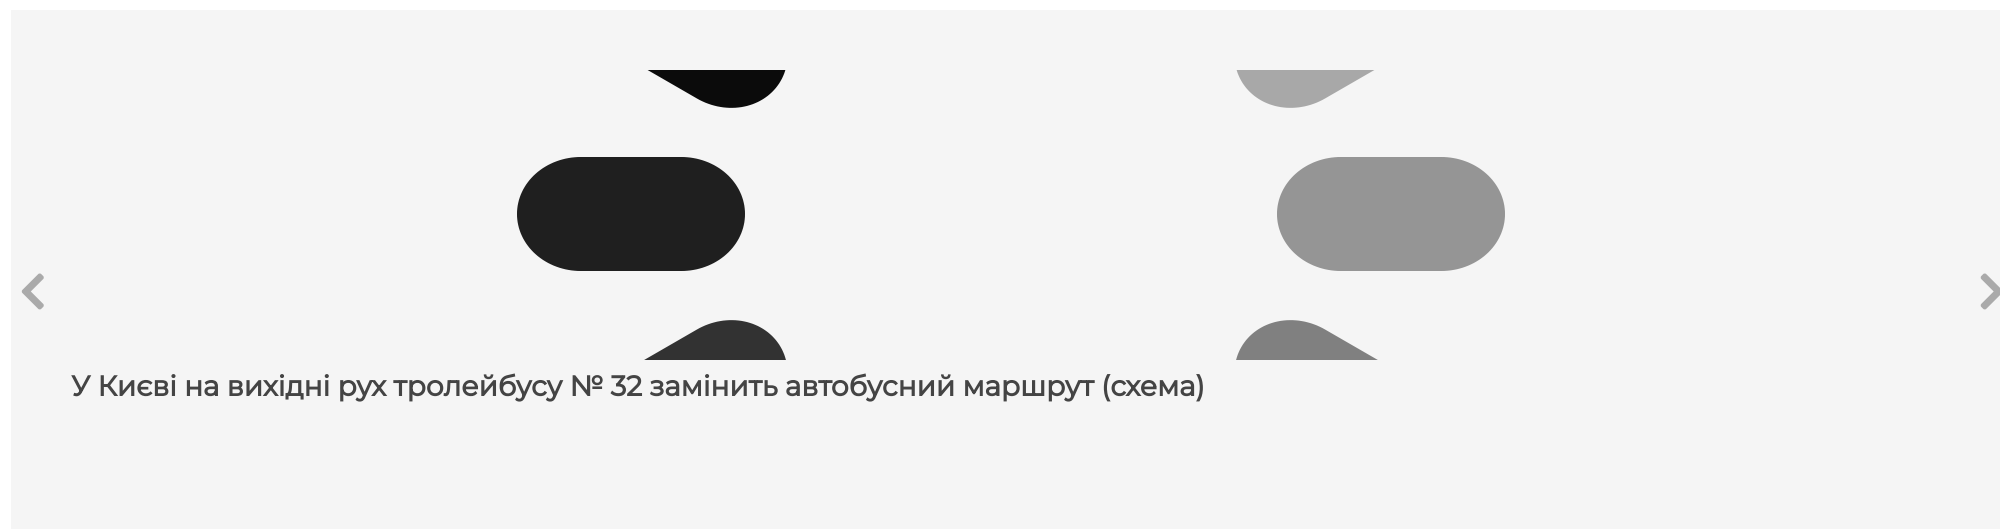 У Києві на вихідні рух тролейбусу № 32 замінить автобусний маршрут (схема)